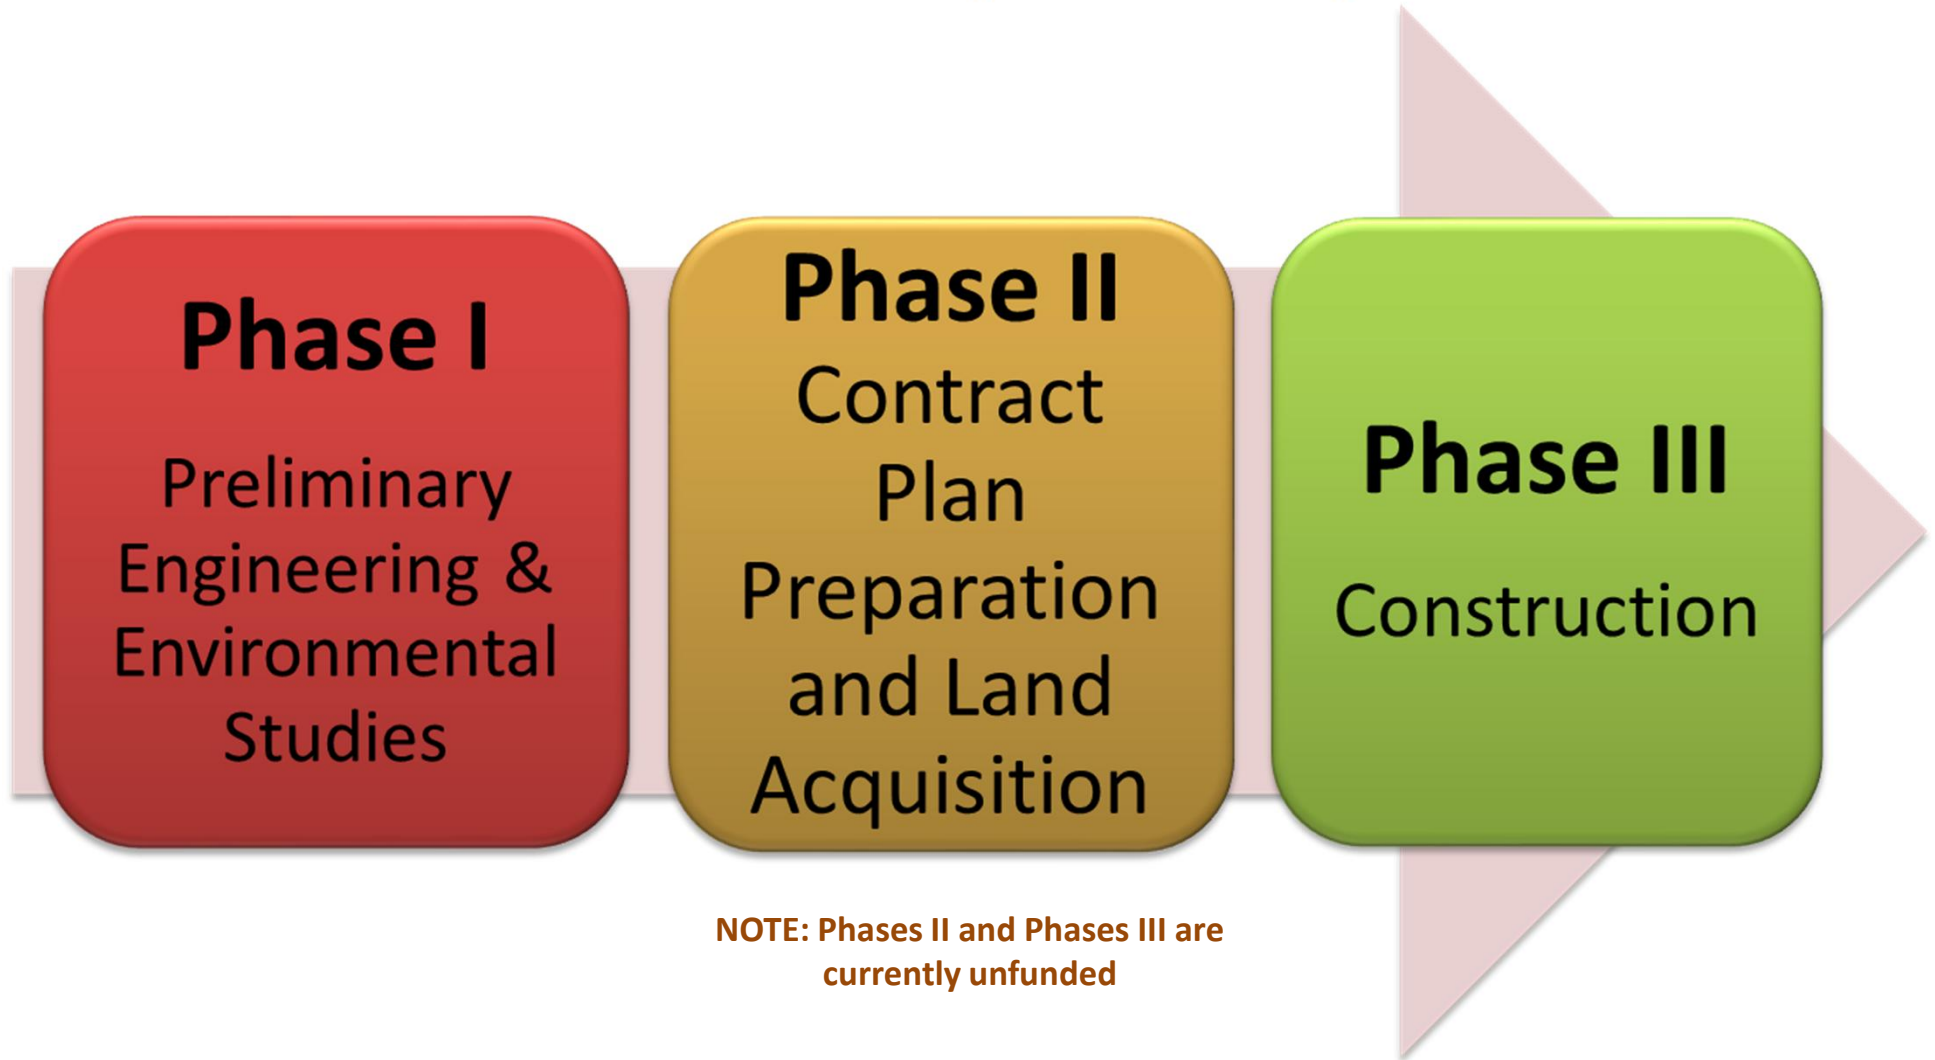 Phase I
Preliminary
Engineering &
Environmental
Studies
Phase II
Contract
Plan
Preparation
and Land
Acquisition
Phase III
Construction
NOTE: Phases II and Phases III are
currently unfunded